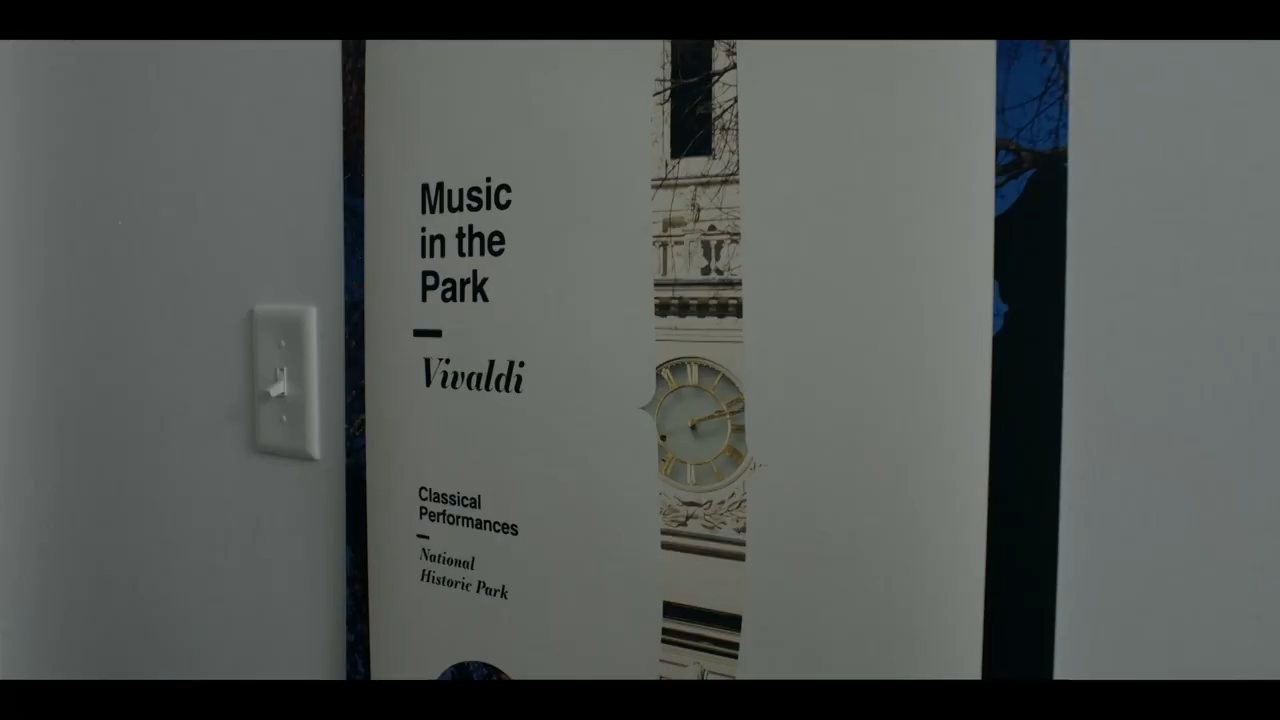 Music
in the
Park
Vivaldi
Classical
Performances
National
Historic Park